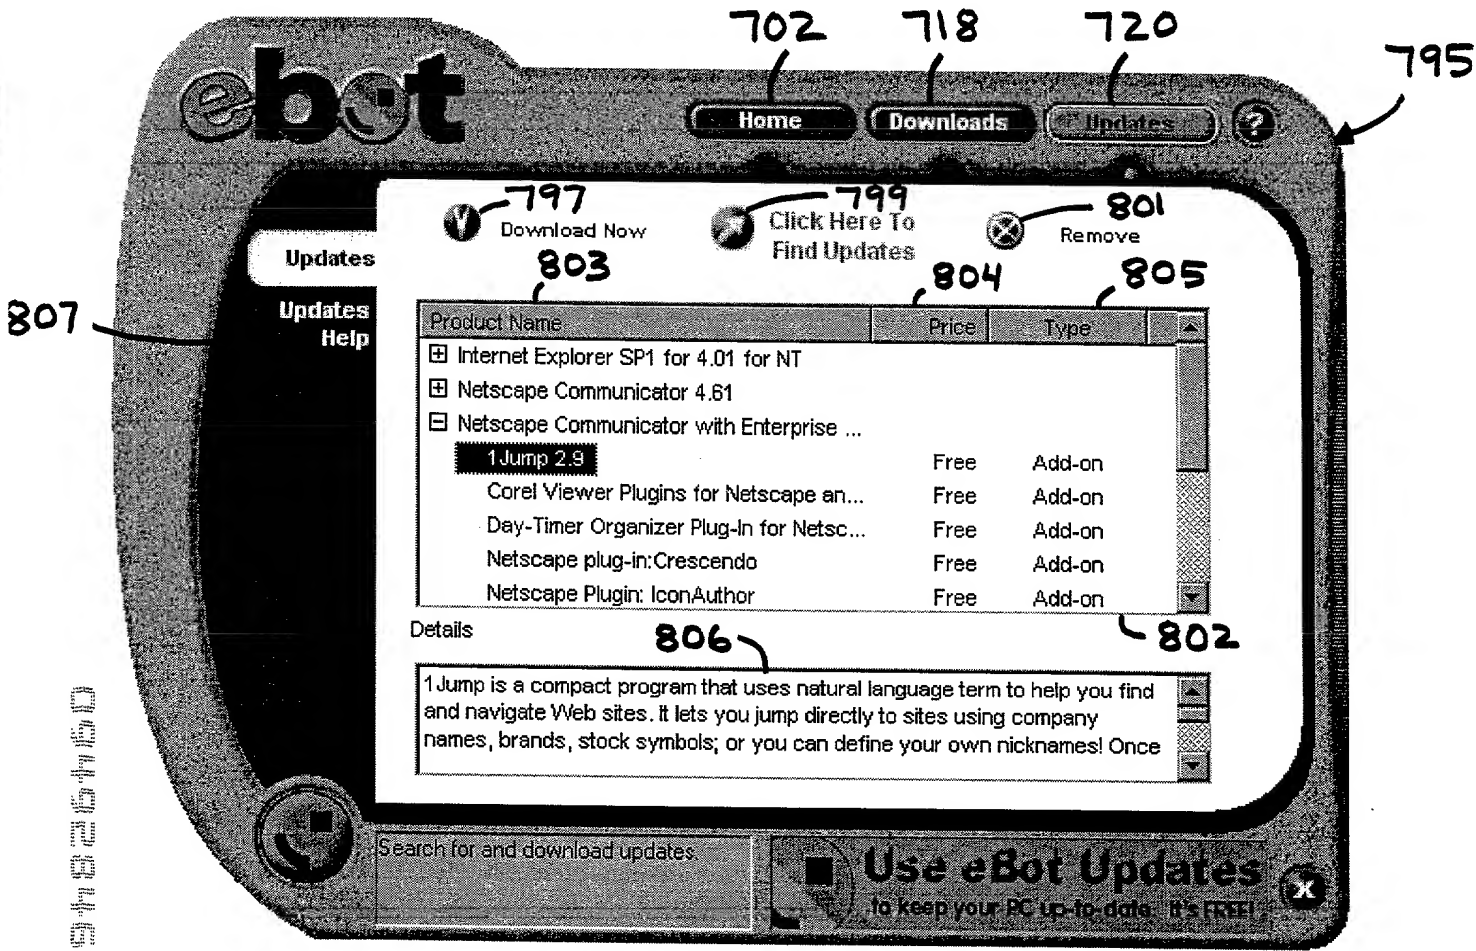 702
718
720
795
ebot
Home
Downloads
Updates
?
797
799
801
Download Now
Click Here To
Find Updates
Remove
Updates
Updates
Help
807
803
804
805
Product Name
Price
Type
Internet Explorer SP1 for 4.01 for NT
Netscape Communicator 4.61
Netscape Communicator with Enterprise ...
1Jump 2.9 Free Add-on
Corel Viewer Plugins for Netscape an... Free Add-on
Day-Timer Organizer Plug-In for Netsc... Free Add-on
Netscape plug-in:Crescendo Free Add-on
Netscape Plugin: IconAuthor Free Add-on
Details
806
802
1Jump is a compact program that uses natural language term to help you find
and navigate Web sites. It lets you jump directly to sites using company
names, brands, stock symbols; or you can define your own nicknames! Once
Search for and download updates.
Use eBot Updates
to keep your PC up-to-date. It's FREE!
X